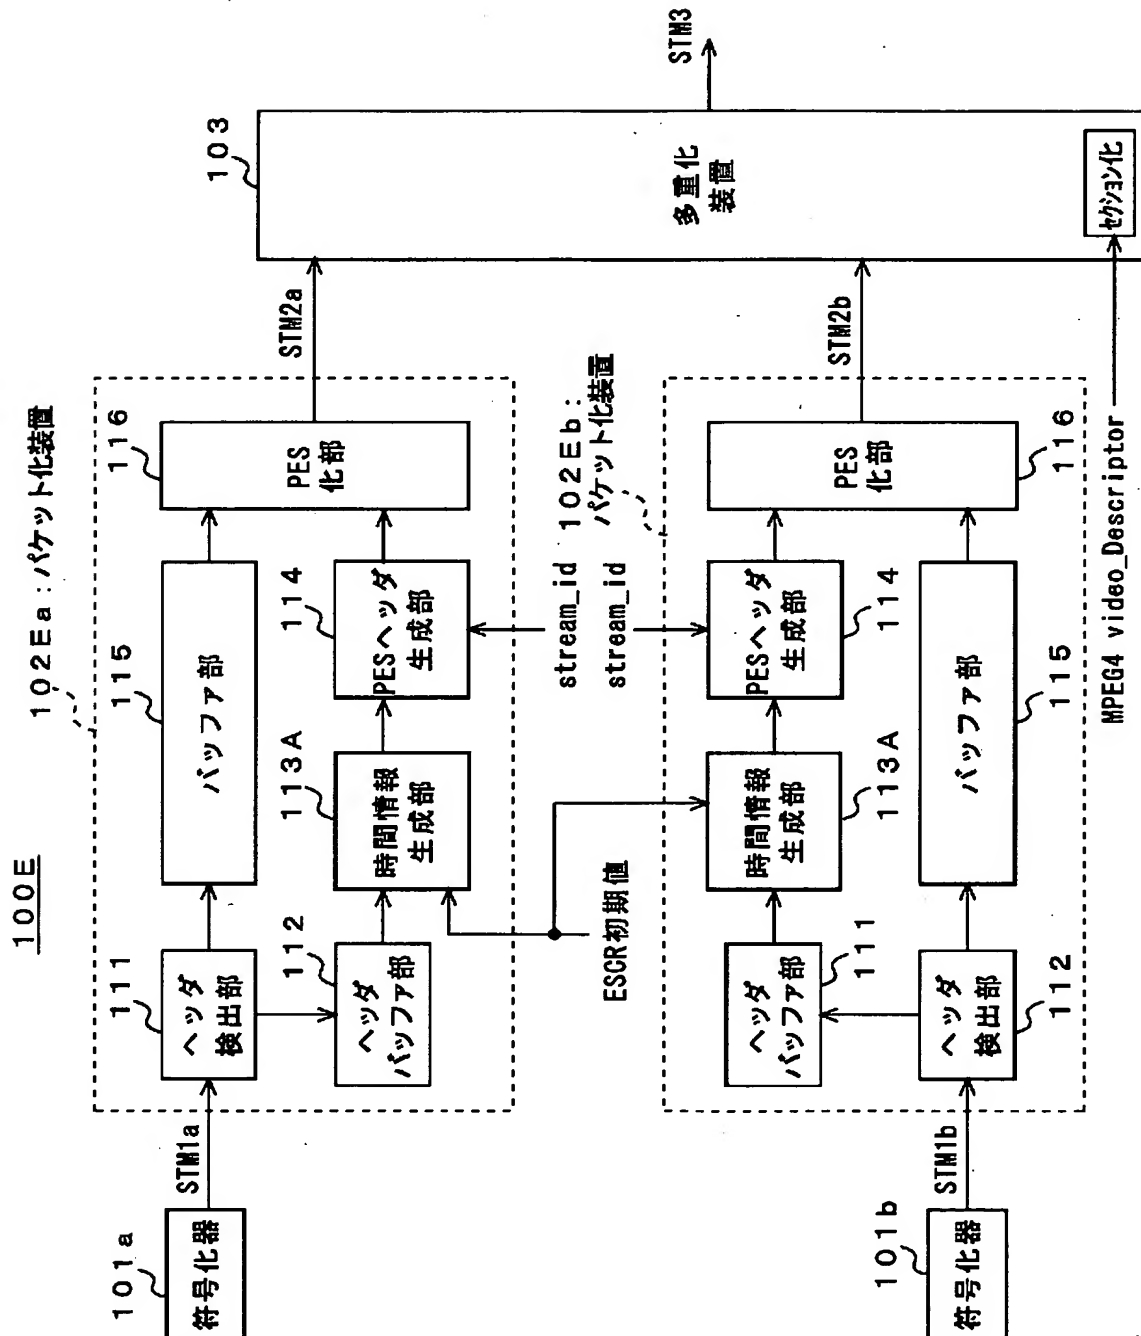 100E
101a
符号化器
STM1a
102Ea:パケット化装置
111
ヘッダ
検出部
112
ヘッダ
バッファ部
115
バッファ部
113A
時間情報
生成部
114
PESヘッダ
生成部
116
PES
化部
STM2a
ESCR初期値
stream_id
stream_id
101b
符号化器
STM1b
102Eb:
パケット化装置
111
ヘッダ
バッファ部
112
ヘッダ
検出部
113A
時間情報
生成部
114
PESヘッダ
生成部
115
バッファ部
116
PES
化部
STM2b
MPEG4 video_Descriptor
103
多重化
装置
セクション化
STM3